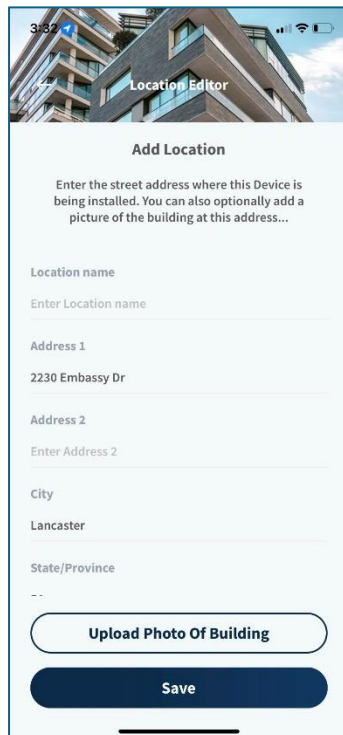 3:32
Location Editor
Add Location
Enter the street address where this Device is
being installed. You can also optionally add a
picture of the building at this address...
Location name
Enter Location name
Address 1
2230 Embassy Dr
Address 2
Enter Address 2
City
Lancaster
State/Province
Upload Photo Of Building
Save